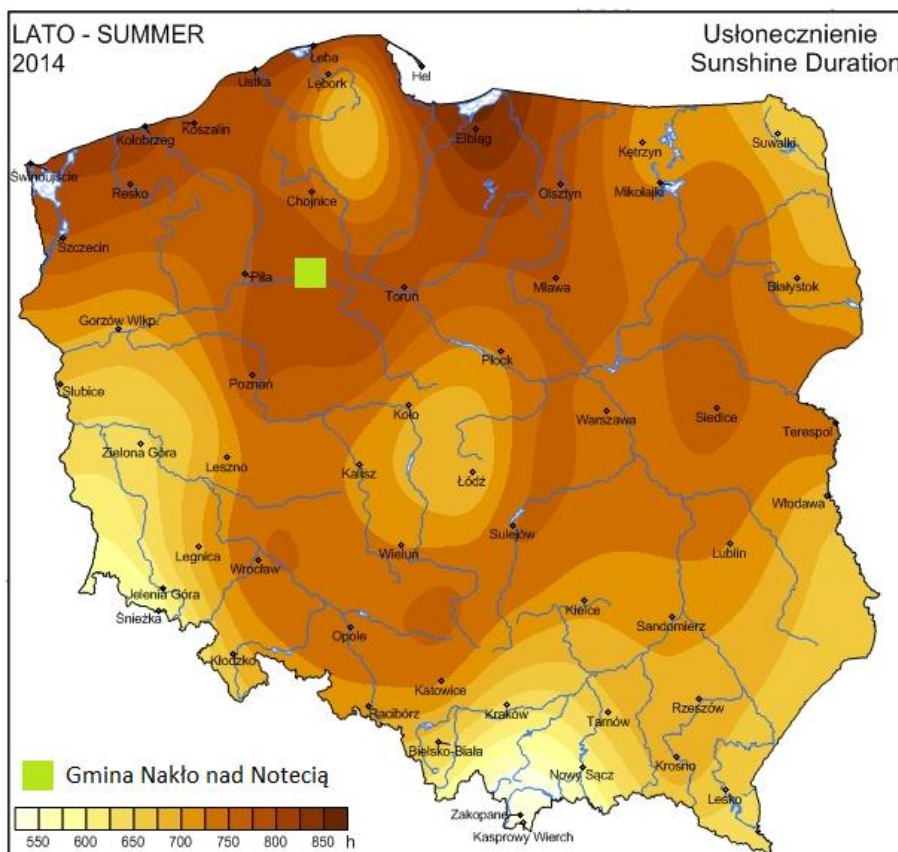 LATO - SUMMER
2014
Usłonecznienie
Sunshine Duration
Łeba
Hel
Ustka
Lębork
Koszalin
Kołobrzeg
Elbląg
Suwałki
Kętrzyn
Świnoujście
Resko
Chojnice
Olsztyn
Mikołajki
Szczecin
Piła
Toruń
Mława
Białystok
Gorzów Wlkp.
Płock
Poznań
Słubice
Koło
Warszawa
Siedlce
Terespol
Zielona Góra
Leszno
Kalisz
Łódź
Włodawa
Sulejów
Legnica
Wrocław
Wieluń
Lublin
Jelenia Góra
Śnieżka
Kielce
Sandomierz
Opole
Kłodzko
Katowice
Racibórz
Kraków
Tarnów
Rzeszów
Bielsko-Biała
Nowy Sącz
Krosno
Lesko
Zakopane
Kasprowy Wierch
Gmina Nakło nad Notecią
550 600 650 700 750 800 850 h